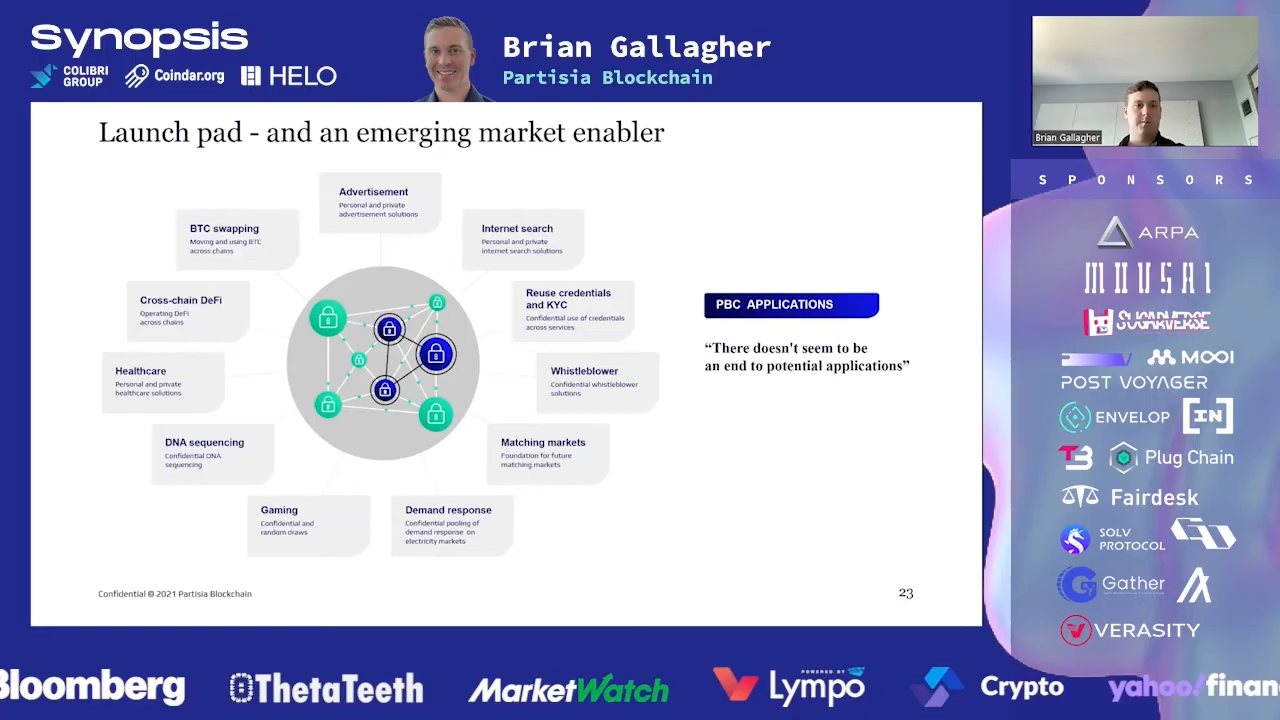 Synopsis
COLIBRI
GROUP
Coindar.org
HELO
Brian Gallagher
Partisia Blockchain
Launch pad - and an emerging market enabler
Advertisement
Personal and private
advertisement solutions
BTC swapping
Moving and using BTC
across chains
Internet search
Personal and private
internet search solutions
Cross-chain DeFi
Operating DeFi
across chains
Reuse credentials
and KYC
Confidential use of credentials
across services
Healthcare
Personal and private
healthcare solutions
Whistleblower
Confidential whistleblower
solutions
DNA sequencing
Confidential DNA
sequencing
Matching markets
Foundation for future
matching markets
Gaming
Confidential and
random draws
Demand response
Confidential pooling of
demand response on
electricity markets
PBC APPLICATIONS
“There doesn't seem to be
an end to potential applications”
Confidential © 2021 Partisia Blockchain
23
Brian Gallagher
SPONSORS
ARPA
MOUSAI
SUGARVERSE
MOOI
POST VOYAGER
ENVELOP
[IN]
Plug Chain
Fairdesk
SOLV
PROTOCOL
Gather
VERASITY
Bloomberg
ThetaTeeth
MarketWatch
POWERED BY
Lympo
Crypto
yahoo!finan